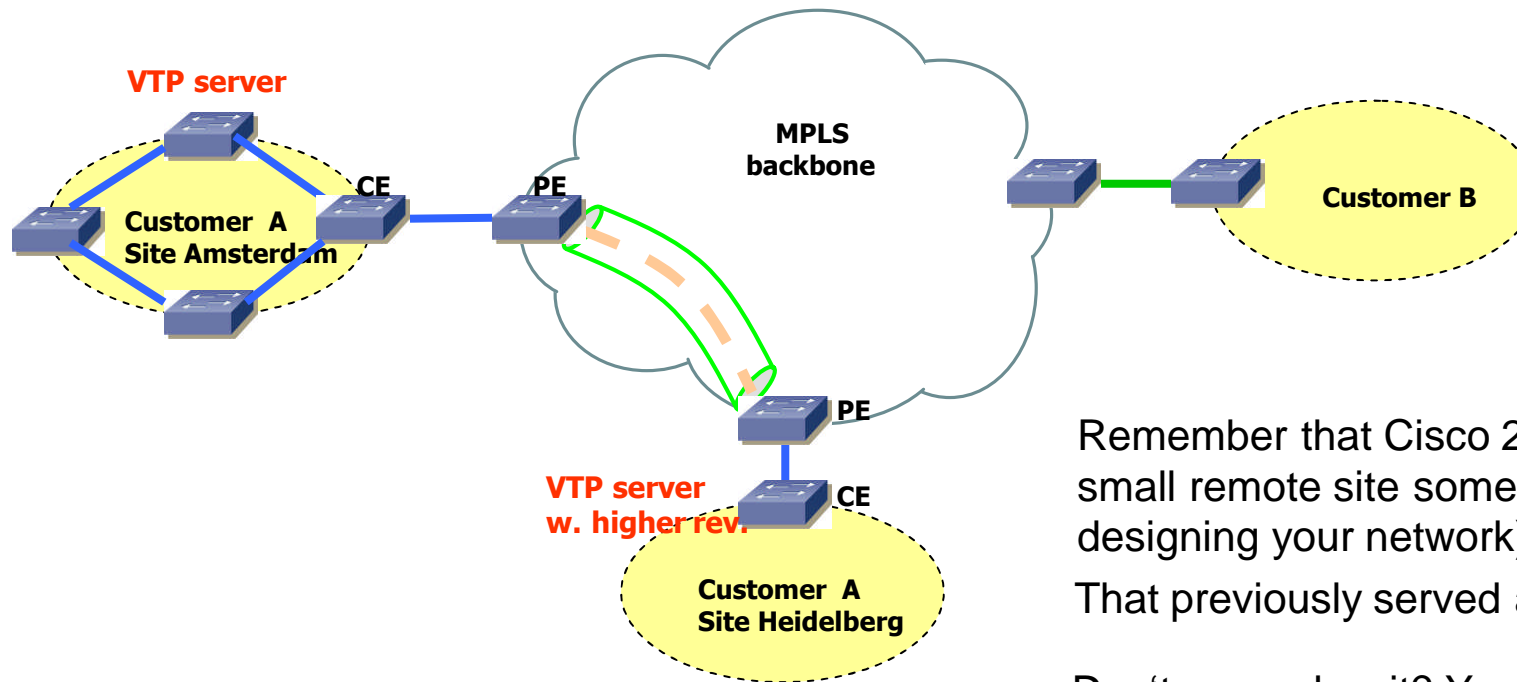 VTP server
MPLS
backbone
CE
PE
Customer A
Site Amsterdam
Customer B
PE
VTP server
w. higher rev.
CE
Customer A
Site Heidelberg
Remember that Cisco 2
small remote site some
designing your network)
That previously served a